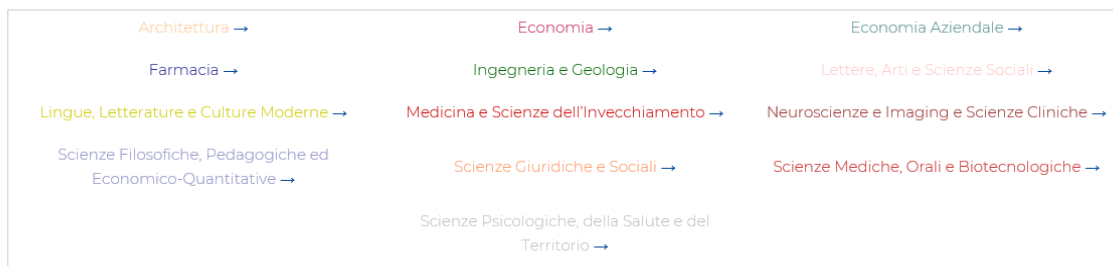 Architettura →
Economia →
Economia Aziendale →
Farmacia →
Ingegneria e Geologia →
Lettere, Arti e Scienze Sociali →
Lingue, Letterature e Culture Moderne →
Medicina e Scienze dell'Invecchiamento →
Neuroscienze e Imaging e Scienze Cliniche →
Scienze Filosofiche, Pedagogiche ed
Economico-Quantitative →
Scienze Giuridiche e Sociali →
Scienze Mediche, Orali e Biotecnologiche →
Scienze Psicologiche, della Salute e del
Territorio →